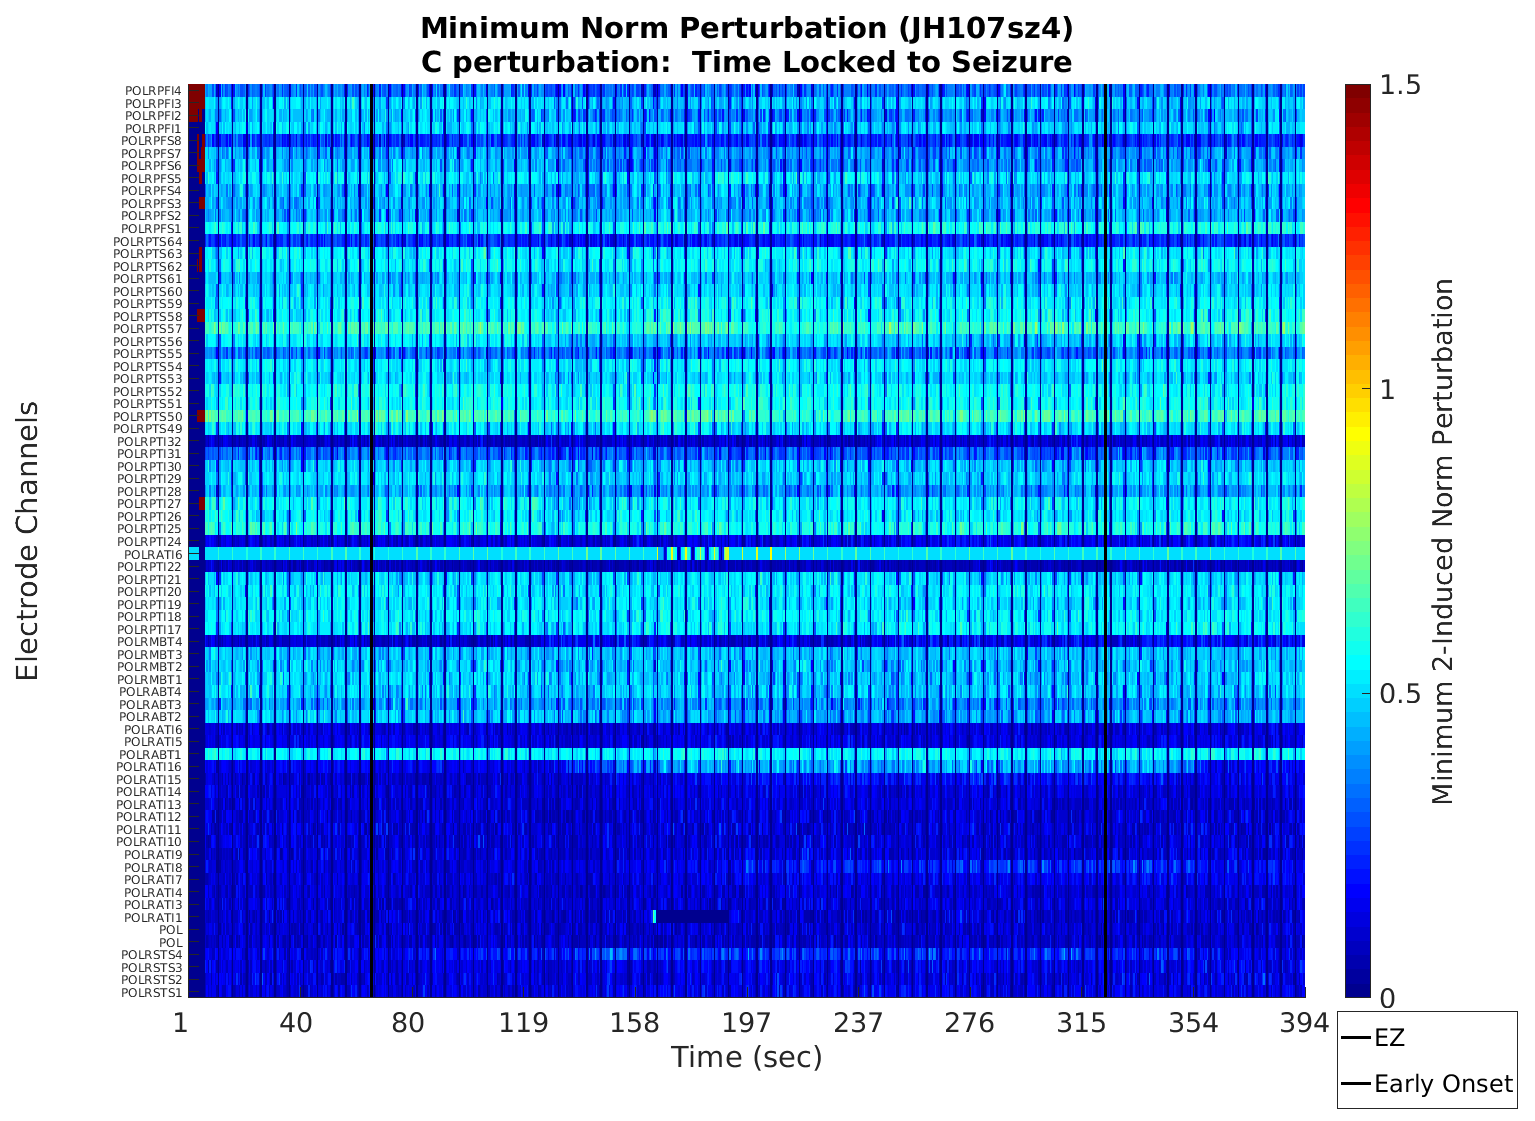 Minimum Norm Perturbation (JH107sz4)
C perturbation:  Time Locked to Seizure
Electrode Channels
POLRPFI4
POLRPFI3
POLRPFI2
POLRPFI1
POLRPFS8
POLRPFS7
POLRPFS6
POLRPFS5
POLRPFS4
POLRPFS3
POLRPFS2
POLRPFS1
POLRPTS64
POLRPTS63
POLRPTS62
POLRPTS61
POLRPTS60
POLRPTS59
POLRPTS58
POLRPTS57
POLRPTS56
POLRPTS55
POLRPTS54
POLRPTS53
POLRPTS52
POLRPTS51
POLRPTS50
POLRPTS49
POLRPTI32
POLRPTI31
POLRPTI30
POLRPTI29
POLRPTI28
POLRPTI27
POLRPTI26
POLRPTI25
POLRPTI24
POLRATI6
POLRPTI22
POLRPTI21
POLRPTI20
POLRPTI19
POLRPTI18
POLRPTI17
POLRMBT4
POLRMBT3
POLRMBT2
POLRMBT1
POLRABT4
POLRABT3
POLRABT2
POLRATI6
POLRATI5
POLRABT1
POLRATI16
POLRATI15
POLRATI14
POLRATI13
POLRATI12
POLRATI11
POLRATI10
POLRATI9
POLRATI8
POLRATI7
POLRATI4
POLRATI3
POLRATI1
POL
POL
POLRSTS4
POLRSTS3
POLRSTS2
POLRSTS1
1 40 80 119 158 197 237 276 315 354 394
Time (sec)
1.5
1
0.5
0
Minimum 2-Induced Norm Perturbation
EZ
Early Onset